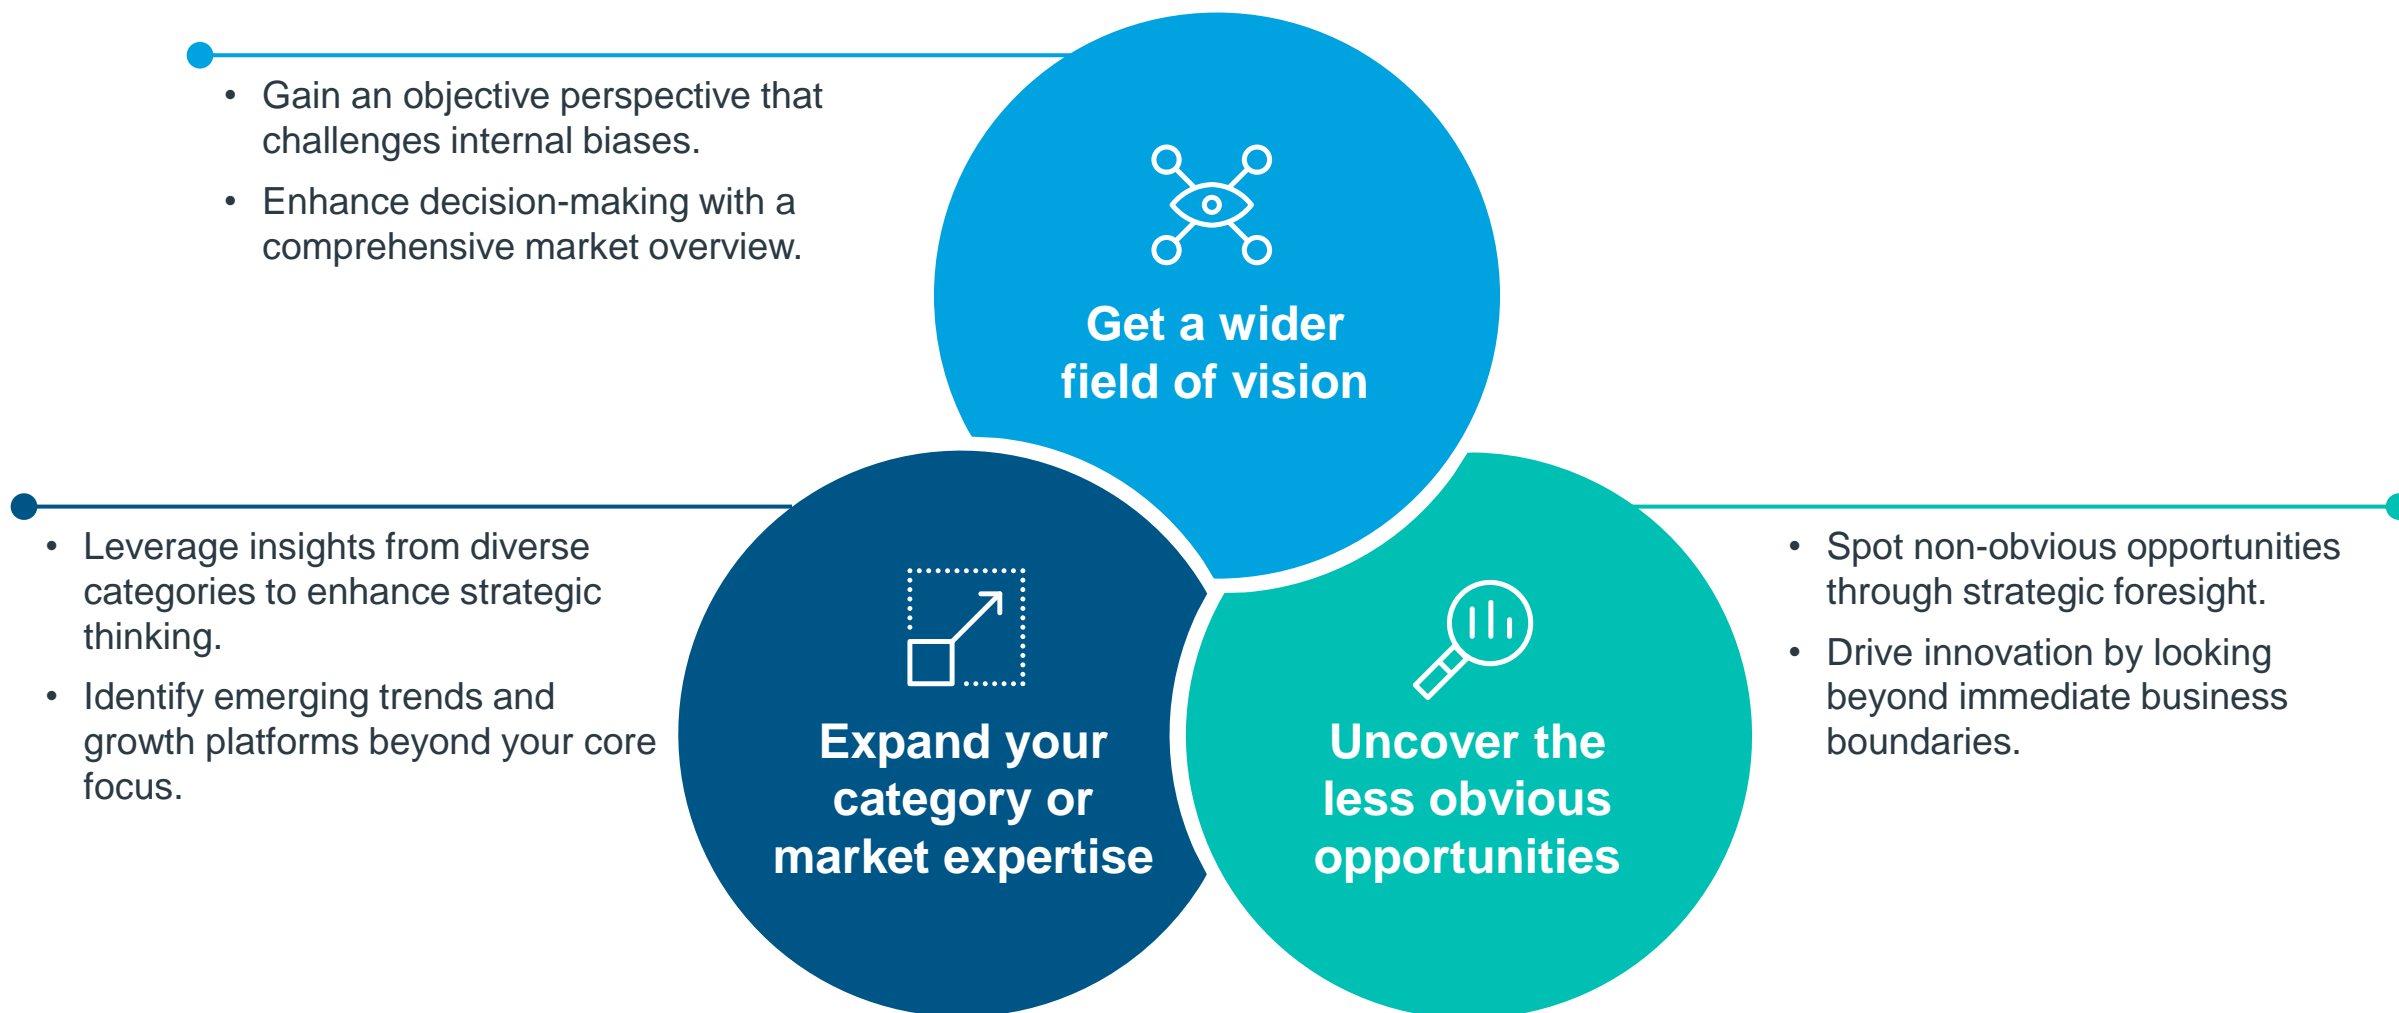 • Gain an objective perspective that
challenges internal biases.
• Enhance decision-making with a
comprehensive market overview.
Get a wider
field of vision
• Leverage insights from diverse
categories to enhance strategic
thinking.
• Identify emerging trends and
growth platforms beyond your core
focus.
Expand your
category or
market expertise
Uncover the
less obvious
opportunities
• Spot non-obvious opportunities
through strategic foresight.
• Drive innovation by looking
beyond immediate business
boundaries.